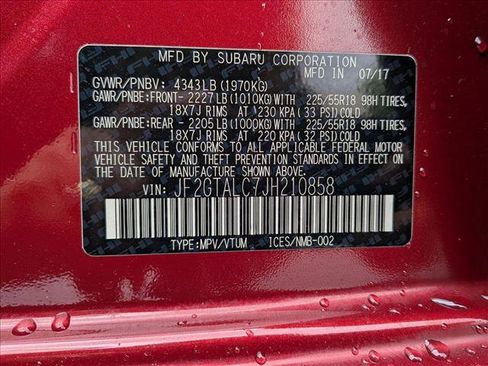 MFD BY SUBARU CORPORATION
MFD IN 07/17
GVWR/PNBV: 4343LB (1970KG)
GAWR/PNBE:FRONT- 2227LB (1010KG) WITH 225/55R18 98H TIRES,
18X7J RIMS AT 230 KPA (33 PSI) COLD
GAWR/PNBE:REAR - 2205LB (1000KG) WITH 225/55R18 98H TIRES,
18X7J RIMS AT 220 KPA (32 PSI) COLD
THIS VEHICLE CONFORMS TO ALL APPLICABLE FEDERAL MOTOR
VEHICLE SAFETY AND THEFT PREVENTION STANDARDS IN EFFECT ON
THE DATE OF MANUFACTURE SHOWN ABOVE.
VIN: JF2GTALC7JH210858
TYPE:MPV/VTUM ICES/NMB-002